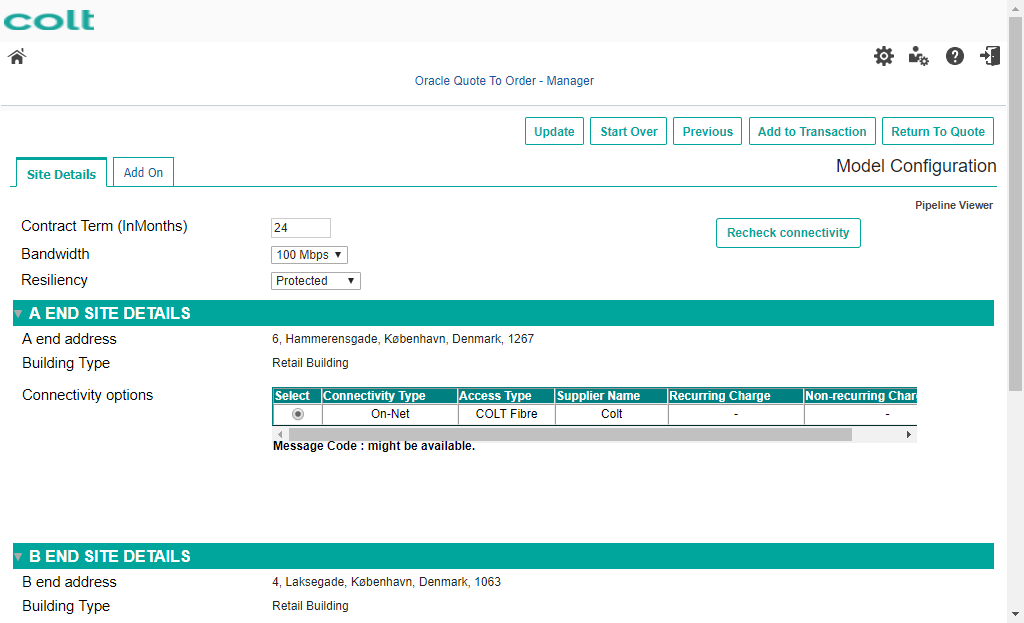 colt
Oracle Quote To Order - Manager
Update Start Over Previous Add to Transaction Return To Quote
Site Details Add On Model Configuration
Pipeline Viewer
Contract Term (InMonths) 24 Recheck connectivity
Bandwidth 100 Mbps
Resiliency Protected
A END SITE DETAILS
A end address 6, Hammerensgade, København, Denmark, 1267
Building Type Retail Building
Connectivity options
Select Connectivity Type Access Type Supplier Name Recurring Charge Non-recurring Char
On-Net COLT Fibre Colt - -
Message Code : might be available.
B END SITE DETAILS
B end address 4, Laksegade, København, Denmark, 1063
Building Type Retail Building